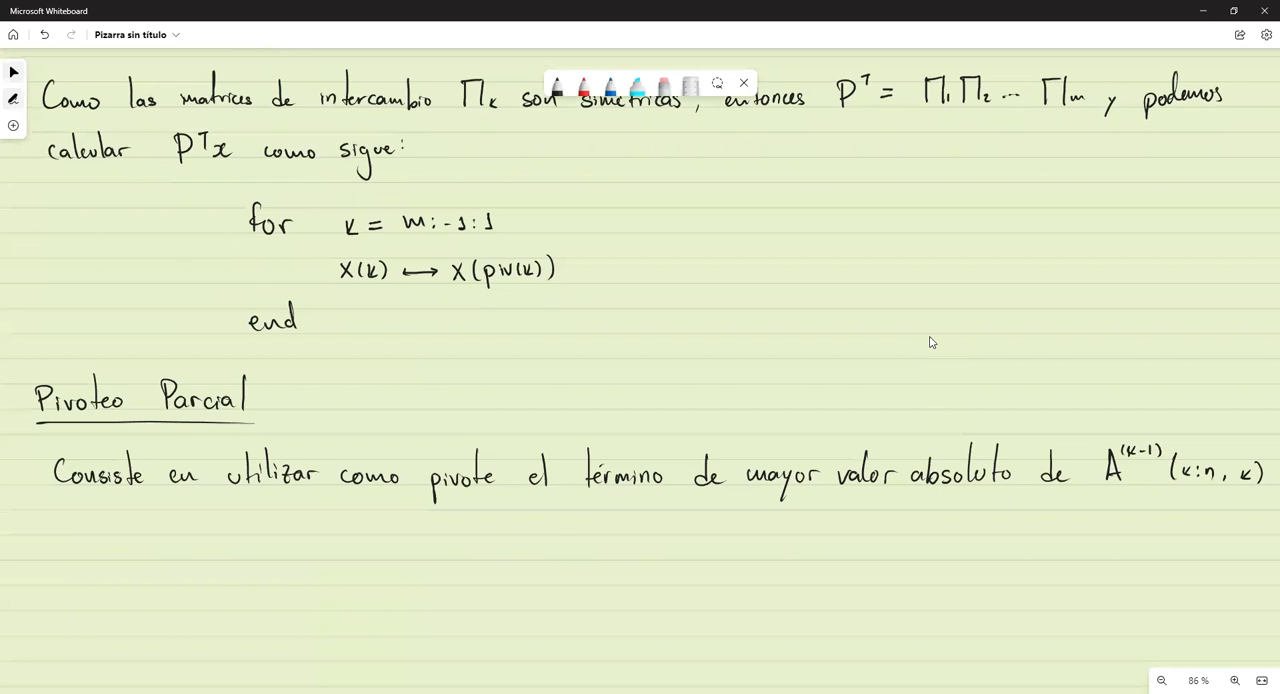 Microsoft Whiteboard
Pizarra sin título
Como las matrices de intercambio Πₖ son simétricas, entonces Pᵀ = Π₁Π₂ ... Πₘ y podemos
calcular Pᵀx como sigue:
for k = m:-1:1
x(k) ⟷ x(piv(k))
end
Pivoteo Parcial
Consiste en utilizar como pivote el término de mayor valor absoluto de A⁽ᵏ⁻¹⁾(k:n, k)
86 %